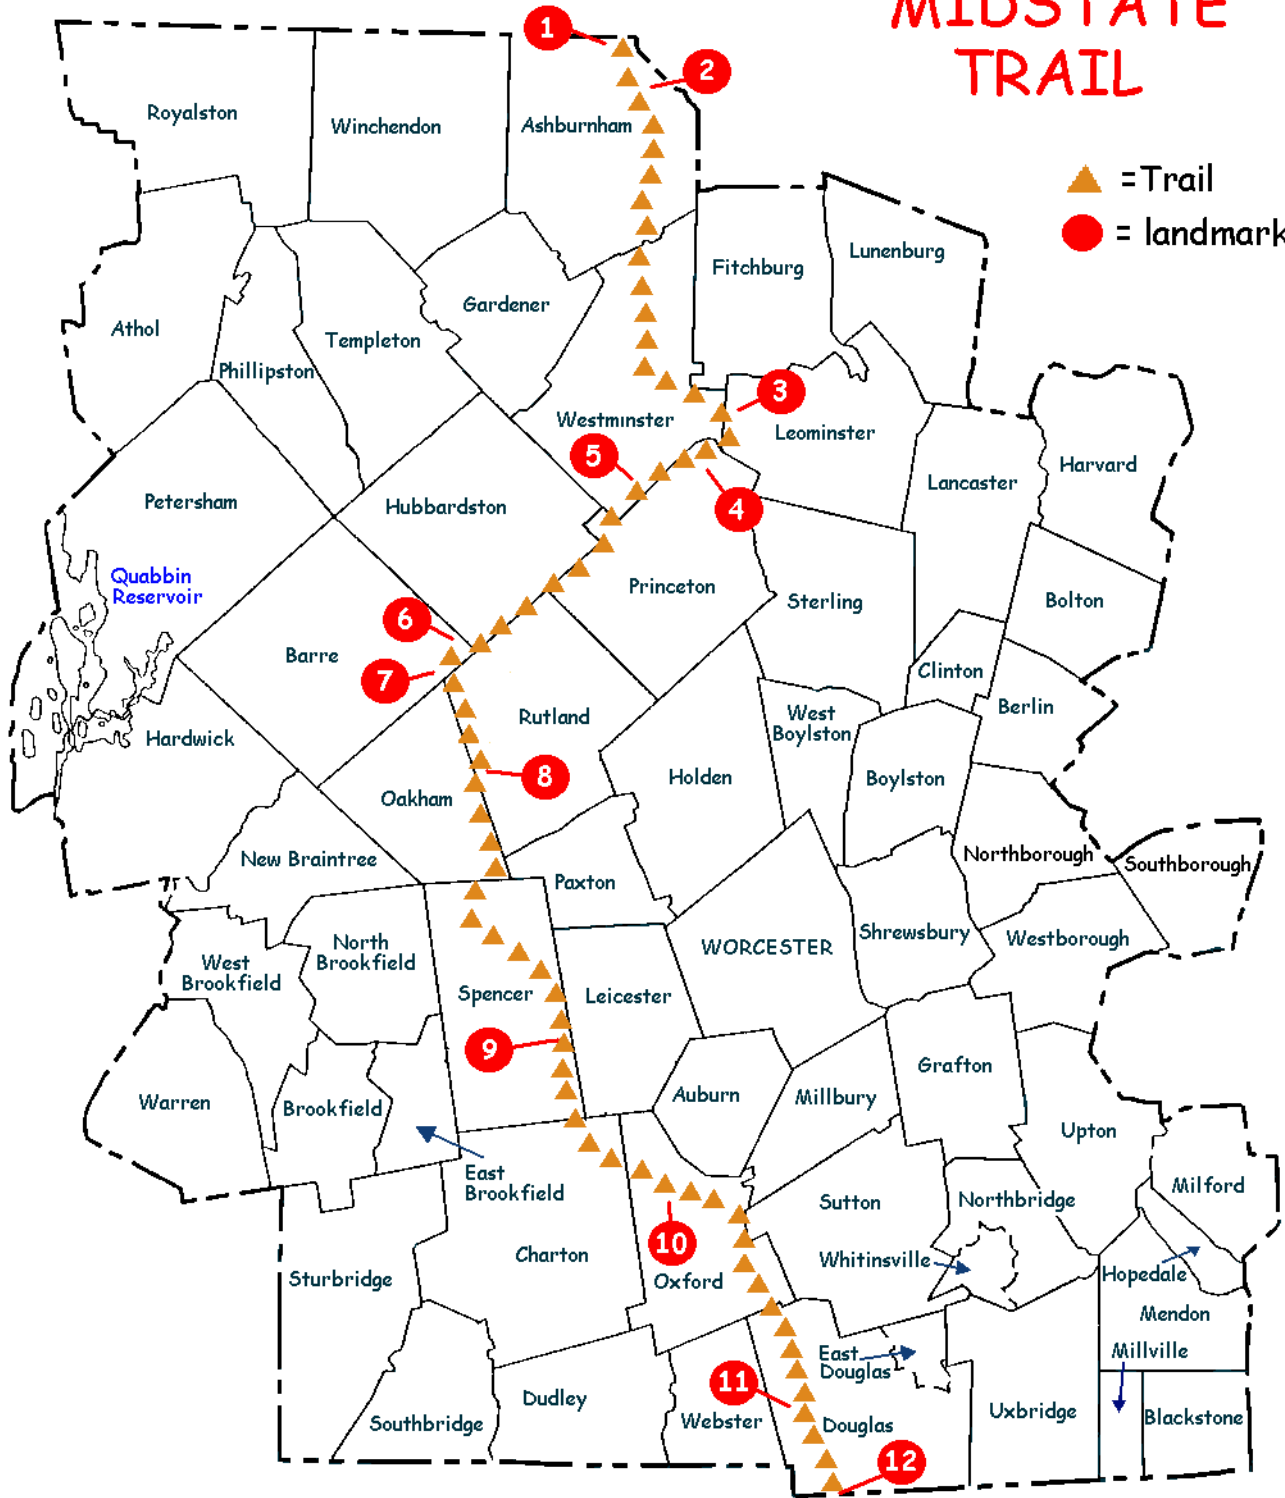 MIDSTATE
TRAIL
=Trail
= landmark
1
2
Royalston
Winchendon
Ashburnham
Fitchburg
Lunenburg
Gardener
Athol
Templeton
Phillipston
3
Westminster
Leominster
5
Harvard
Lancaster
4
Petersham
Hubbardston
Quabbin
Reservoir
Princeton
Sterling
Bolton
6
Barre
7
Clinton
Berlin
Rutland
West
Boylston
Hardwick
8
Holden
Boylston
Oakham
New Braintree
Northborough
Southborough
Paxton
North
Brookfield
WORCESTER
Shrewsbury
Westborough
West
Brookfield
Spencer
Leicester
9
Grafton
Warren
Brookfield
Auburn
Millbury
Upton
East
Brookfield
Sutton
Northbridge
Milford
10
Charton
Whitinsville
Sturbridge
Oxford
Hopedale
Mendon
East
Douglas
Millville
11
Dudley
Southbridge
Webster
Douglas
Uxbridge
Blackstone
12